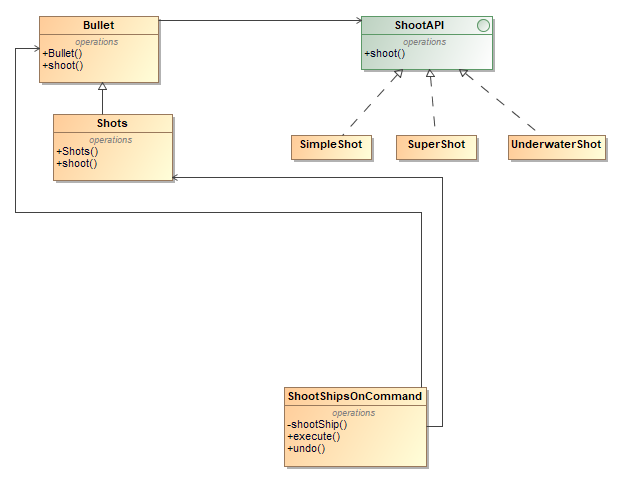 Bullet
operations
+Bullet()
+shoot()
ShootAPI
operations
+shoot()
Shots
operations
+Shots()
+shoot()
SimpleShot
SuperShot
UnderwaterShot
ShootShipsOnCommand
operations
-shootShip()
+execute()
+undo()